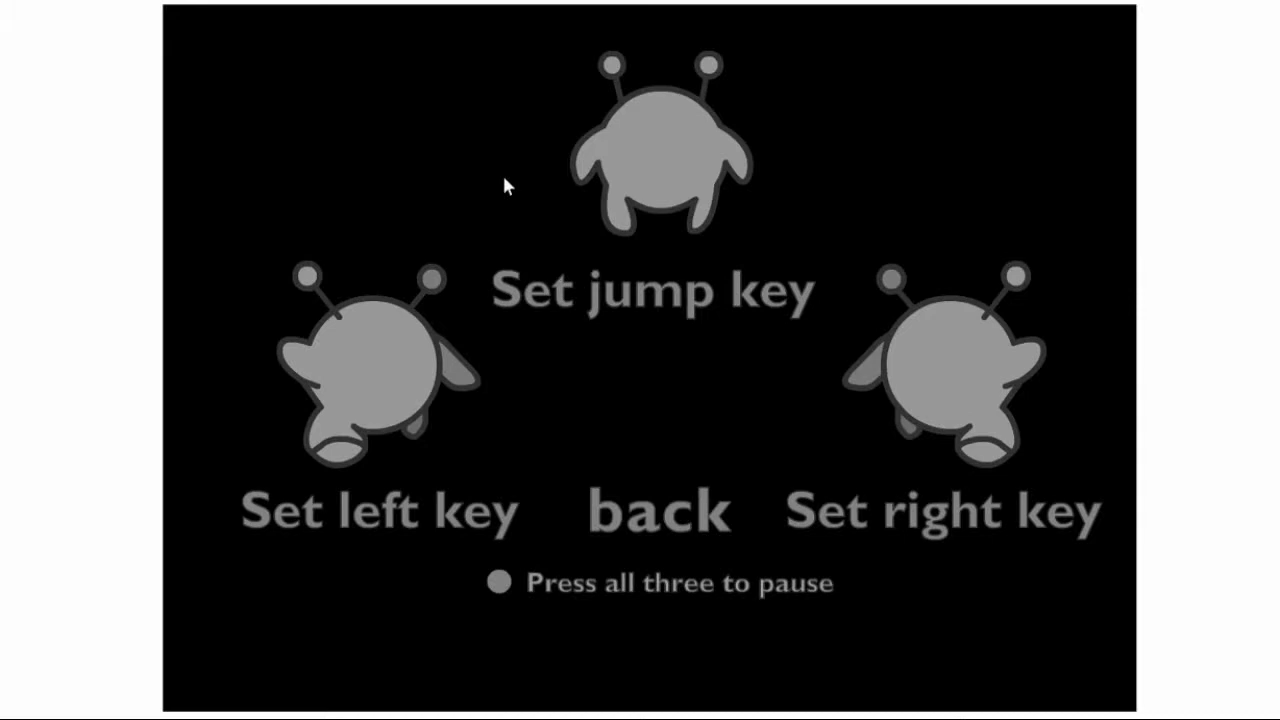 Set jump key
Set left key
back
Set right key
Press all three to pause